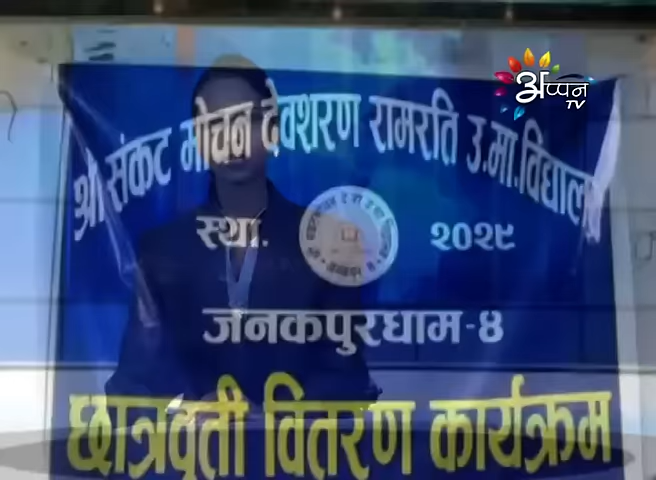 अप्पन
TV
श्री संकट मोचन देवशरण रामरति उ.मा.विद्यालय
स्था. २०२९
जनकपुरधाम-४
छात्रवृती वितरण कार्यक्रम